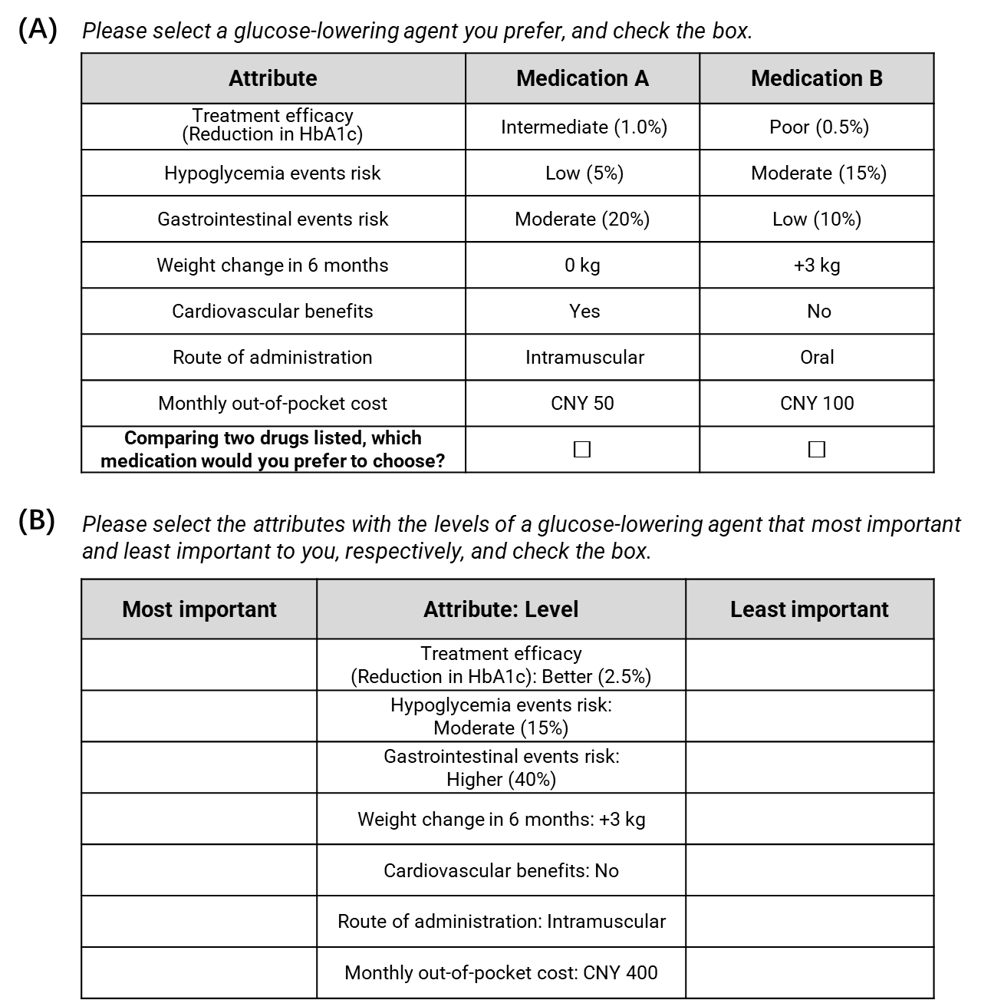 (A) Please select a glucose-lowering agent you prefer, and check the box.
Attribute Medication A Medication B
Treatment efficacy
(Reduction in HbA1c) Intermediate (1.0%) Poor (0.5%)
Hypoglycemia events risk Low (5%) Moderate (15%)
Gastrointestinal events risk Moderate (20%) Low (10%)
Weight change in 6 months 0 kg +3 kg
Cardiovascular benefits Yes No
Route of administration Intramuscular Oral
Monthly out-of-pocket cost CNY 50 CNY 100
Comparing two drugs listed, which
medication would you prefer to choose? ☐ ☐
(B) Please select the attributes with the levels of a glucose-lowering agent that most important
and least important to you, respectively, and check the box.
Most important Attribute: Level Least important
Treatment efficacy
(Reduction in HbA1c): Better (2.5%)
Hypoglycemia events risk:
Moderate (15%)
Gastrointestinal events risk:
Higher (40%)
Weight change in 6 months: +3 kg
Cardiovascular benefits: No
Route of administration: Intramuscular
Monthly out-of-pocket cost: CNY 400